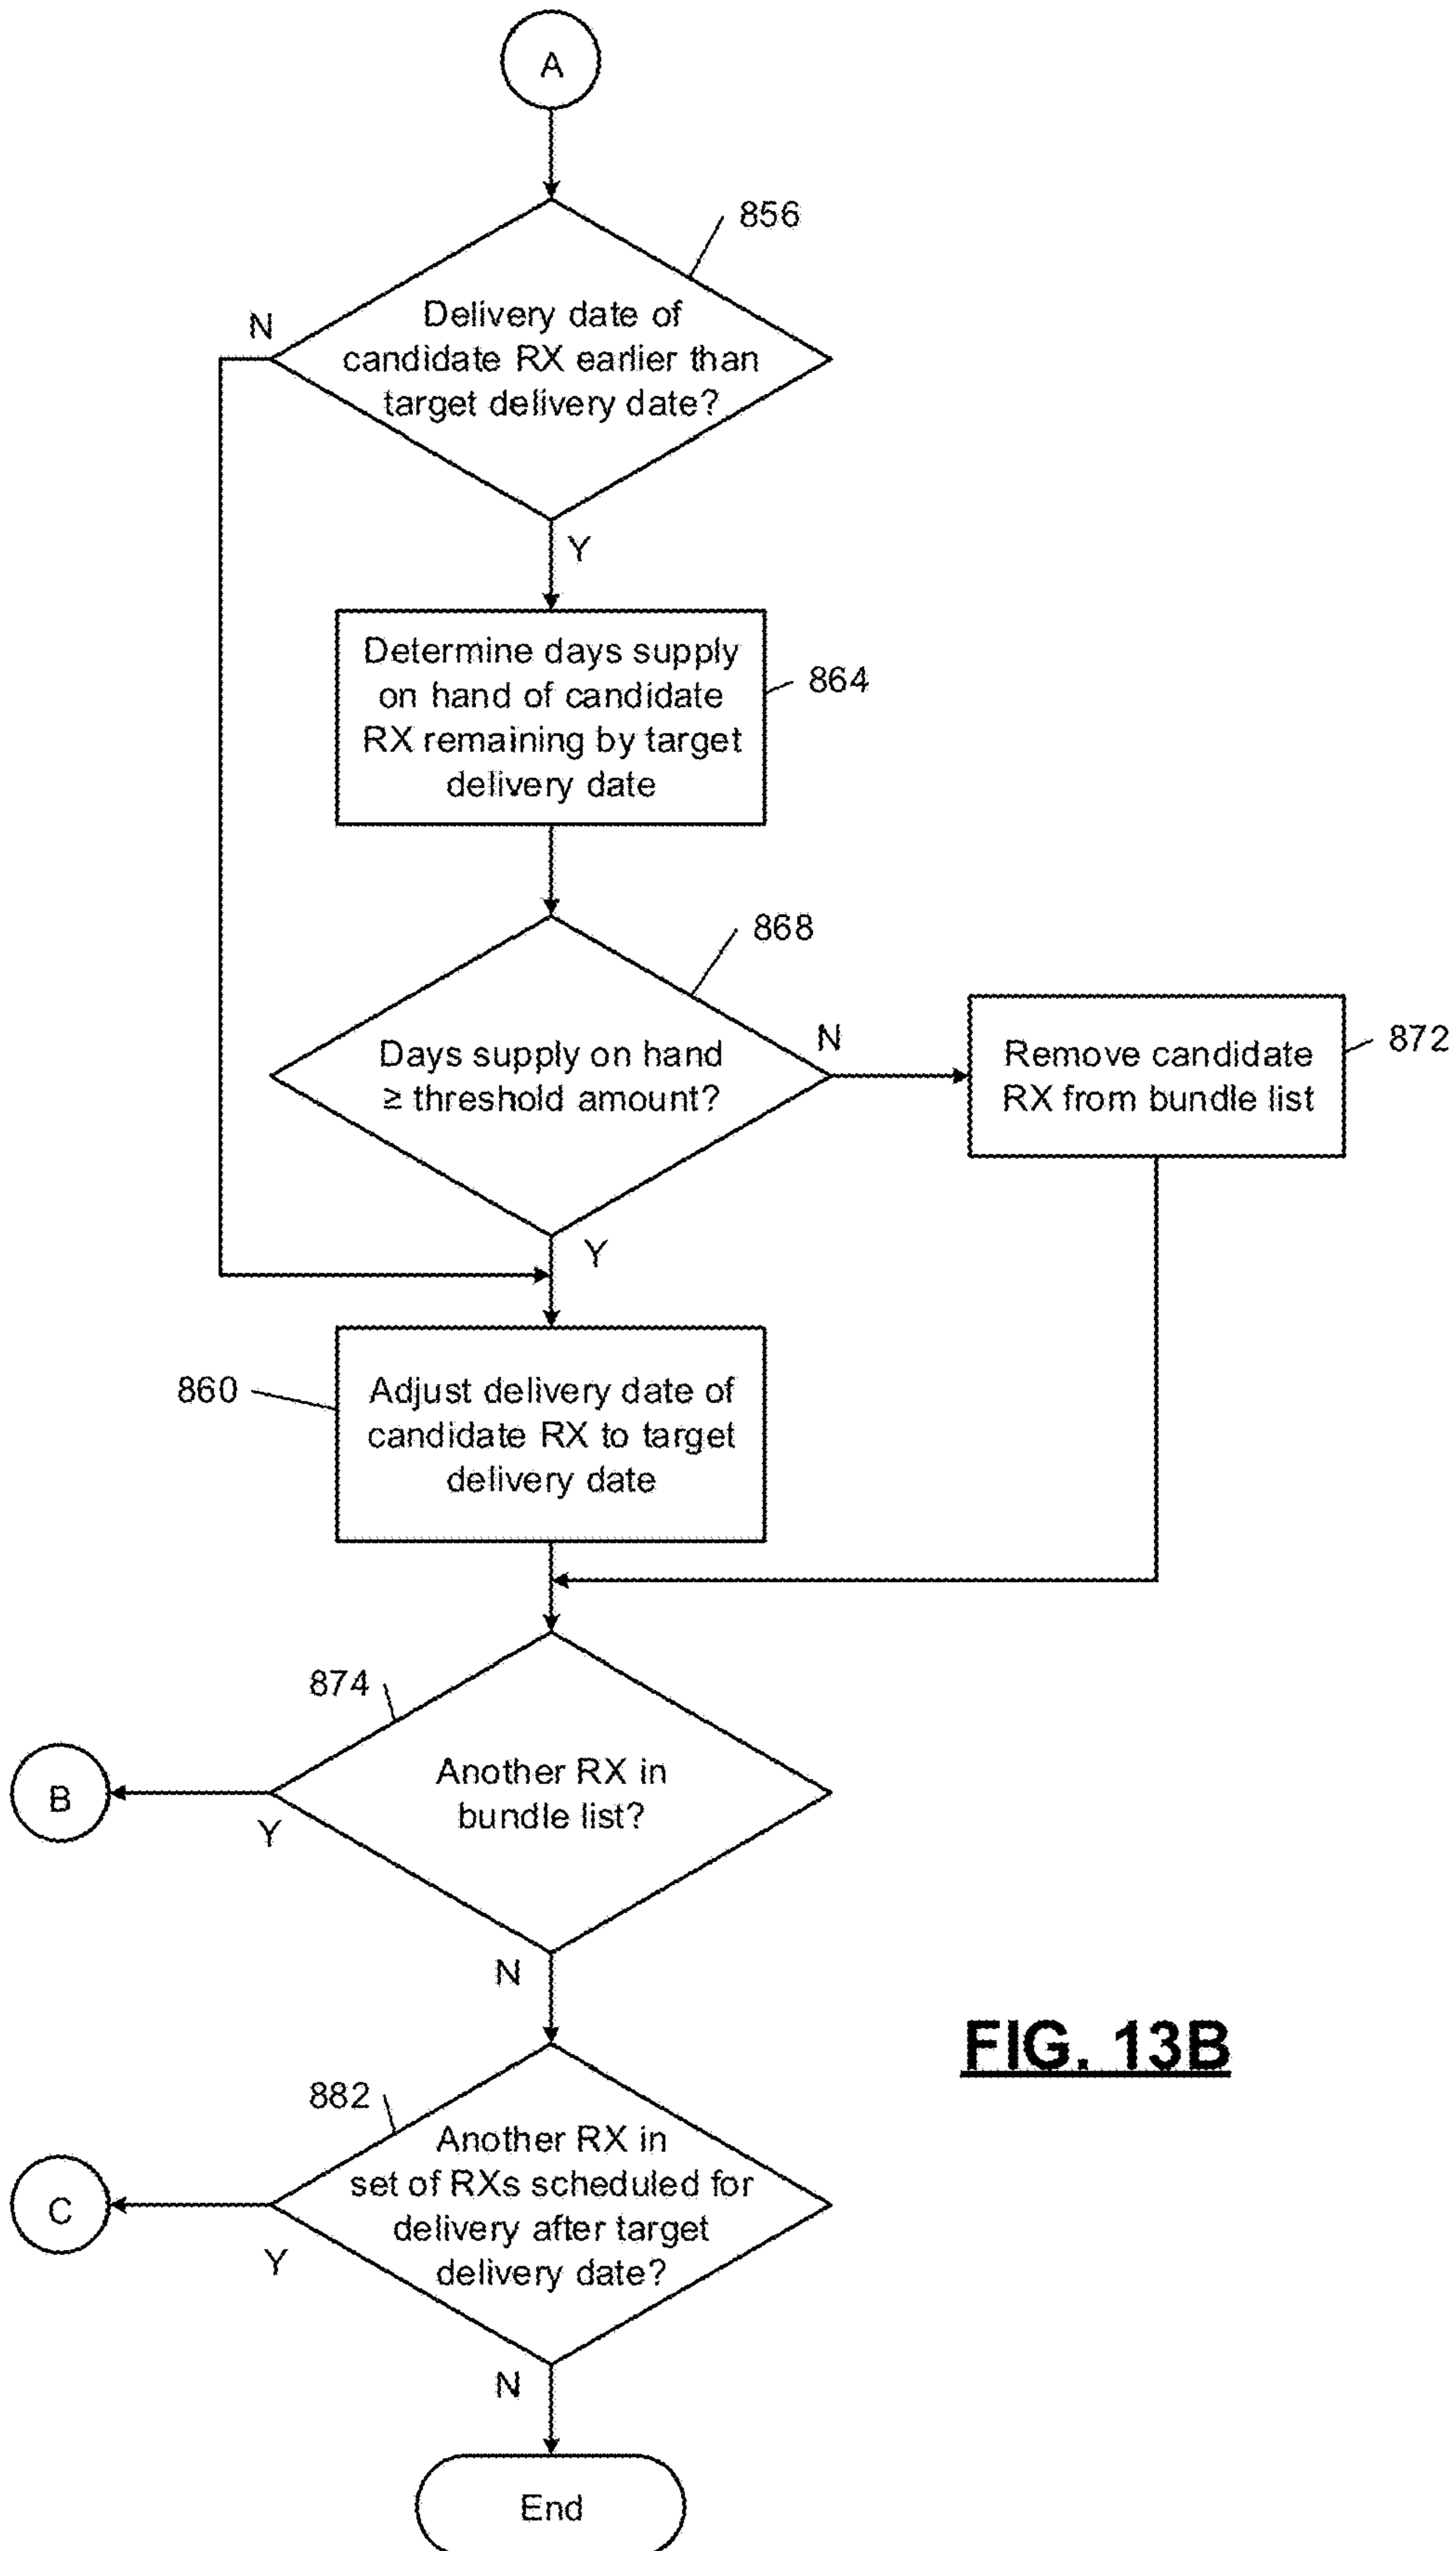 A
856
N
Delivery date of
candidate RX earlier than
target delivery date?
Y
Determine days supply
on hand of candidate
RX remaining by target
delivery date
864
868
Days supply on hand
≥ threshold amount?
N
Remove candidate
RX from bundle list
872
Y
860
Adjust delivery date of
candidate RX to target
delivery date
874
Another RX in
bundle list?
B
Y
N
FIG. 13B
882
Another RX in
set of RXs scheduled for
delivery after target
delivery date?
C
Y
N
End